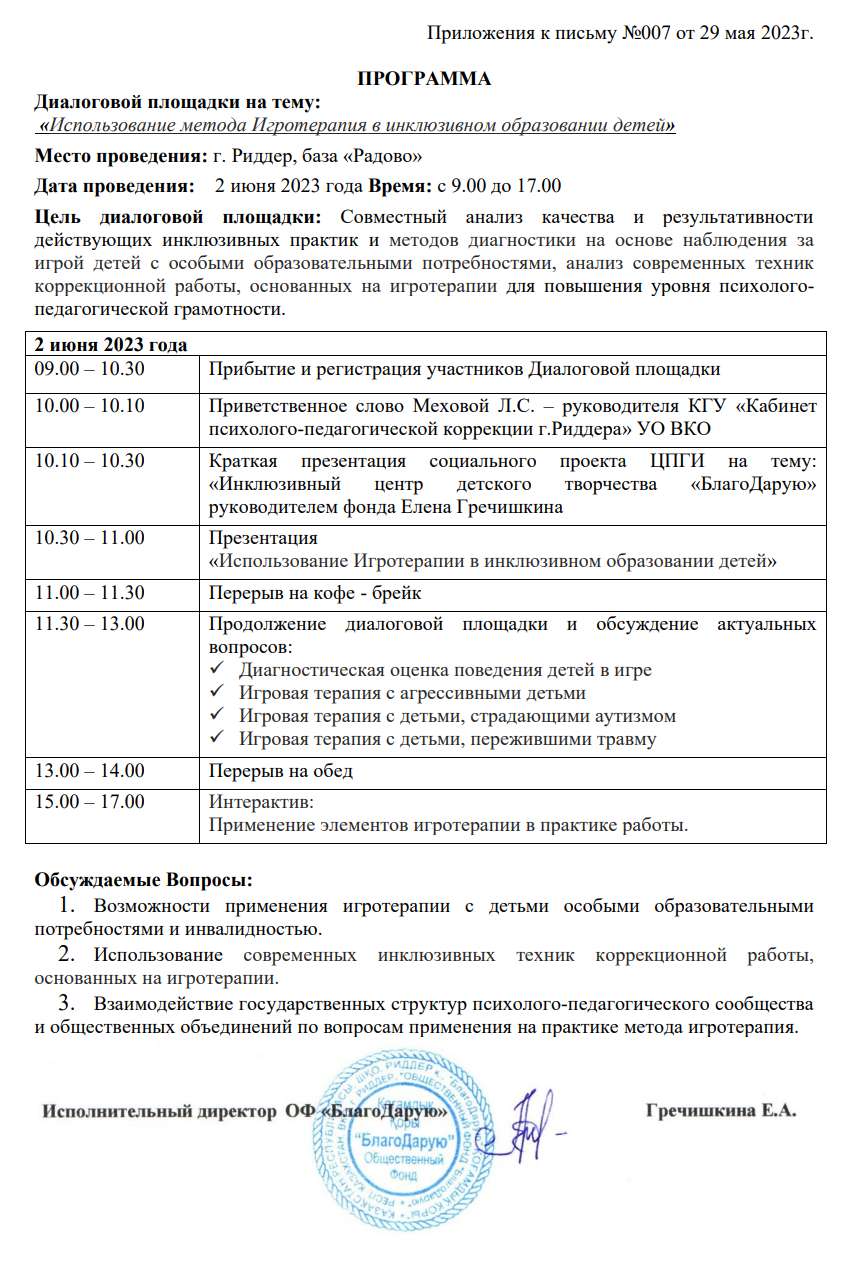 Приложения к письму №007 от 29 мая 2023г.
ПРОГРАММА
Диалоговой площадки на тему:
«Использование метода Игротерапия в инклюзивном образовании детей»
Место проведения: г. Риддер, база «Радово»
Дата проведения: 2 июня 2023 года Время: с 9.00 до 17.00
Цель диалоговой площадки: Совместный анализ качества и результативности
действующих инклюзивных практик и методов диагностики на основе наблюдения за
игрой детей с особыми образовательными потребностями, анализ современных техник
коррекционной работы, основанных на игротерапии для повышения уровня психолого-
педагогической грамотности.
2 июня 2023 года
09.00 – 10.30 Прибытие и регистрация участников Диалоговой площадки
10.00 – 10.10 Приветственное слово Меховой Л.С. – руководителя КГУ «Кабинет
психолого-педагогической коррекции г.Риддера» УО ВКО
10.10 – 10.30 Краткая презентация социального проекта ЦПГИ на тему:
«Инклюзивный центр детского творчества «БлагоДарую»
руководителем фонда Елена Гречишкина
10.30 – 11.00 Презентация
«Использование Игротерапии в инклюзивном образовании детей»
11.00 – 11.30 Перерыв на кофе - брейк
11.30 – 13.00 Продолжение диалоговой площадки и обсуждение актуальных
вопросов:
✓ Диагностическая оценка поведения детей в игре
✓ Игровая терапия с агрессивными детьми
✓ Игровая терапия с детьми, страдающими аутизмом
✓ Игровая терапия с детьми, пережившими травму
13.00 – 14.00 Перерыв на обед
15.00 – 17.00 Интерактив:
Применение элементов игротерапии в практике работы.
Обсуждаемые Вопросы:
1. Возможности применения игротерапии с детьми особыми образовательными
потребностями и инвалидностью.
2. Использование современных инклюзивных техник коррекционной работы,
основанных на игротерапии.
3. Взаимодействие государственных структур психолого-педагогического сообщества
и общественных объединений по вопросам применения на практике метода игротерапия.
Исполнительный директор ОФ «БлагоДарую» Гречишкина Е.А.
Қоғамдық
Қоры
"БлагоДарую"
Общественный
Фонд